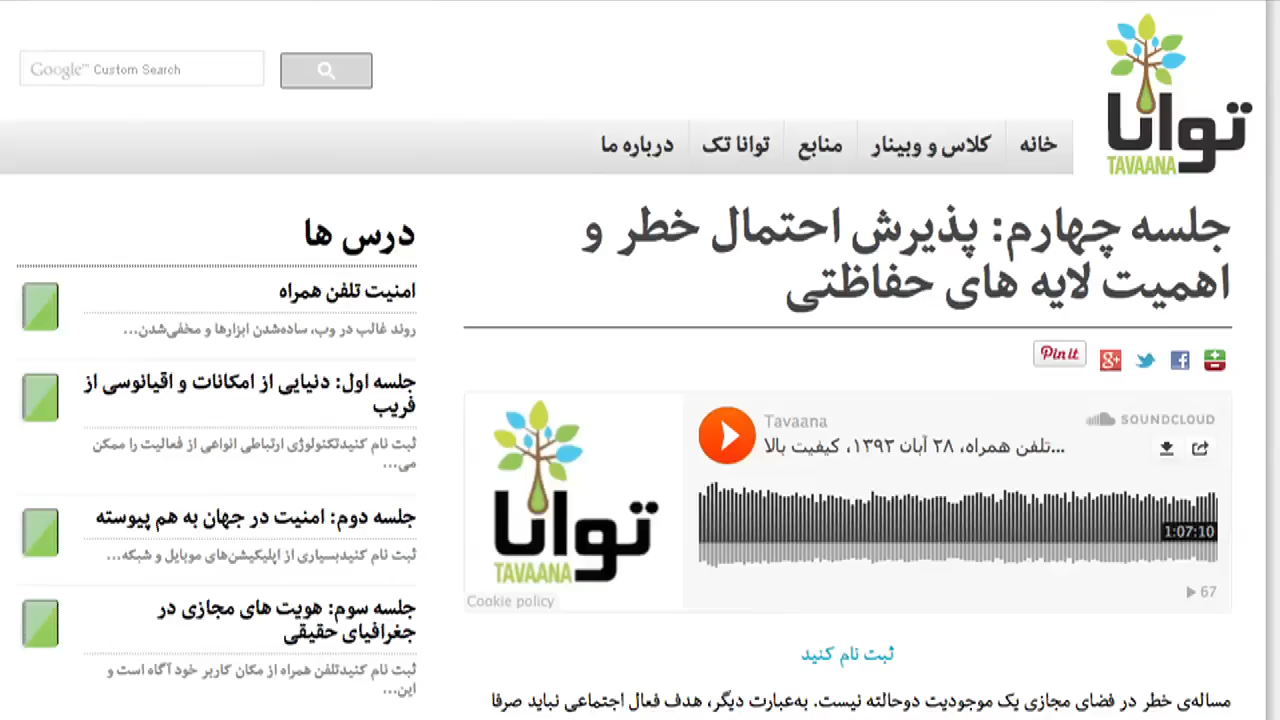 Google™ Custom Search
توانا
TAVAANA
خانه
کلاس و وبینار
منابع
توانا تک
درباره ما
جلسه چهارم: پذیرش احتمال خطر و
اهمیت لایه های حفاظتی
Pin it
Tavaana
SOUNDCLOUD
...تلفن همراه، ۲۸ آبان ۱۳۹۲، کیفیت بالا
1:07:10
67
توانا
TAVAANA
Cookie policy
ثبت نام کنید
مساله‌ی خطر در فضای مجازی یک موجودیت دوحالته نیست. به‌عبارت دیگر، هدف فعال اجتماعی نباید صرفا
درس ها
امنیت تلفن همراه
روند غالب در وب، ساده‌شدن ابزارها و مخفی‌شدن...
جلسه اول: دنیایی از امکانات و اقیانوسی از
فریب
ثبت نام کنیدتکنولوژی ارتباطی انواعی از فعالیت را ممکن
می...
جلسه دوم: امنیت در جهان به هم پیوسته
ثبت نام کنیدبسیاری از اپلیکیشن‌های موبایل و شبکه...
جلسه سوم: هویت های مجازی در
جغرافیای حقیقی
ثبت نام کنیدتلفن همراه از مکان کاربر خود آگاه است و
این...